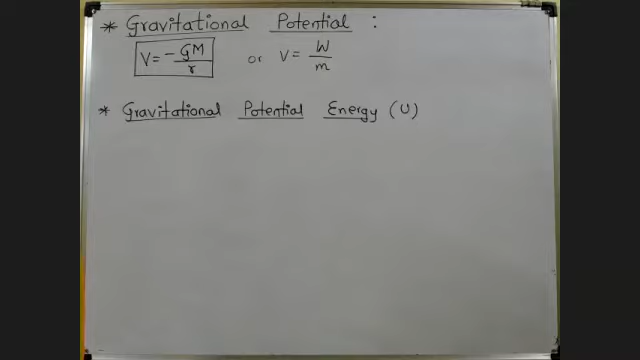 * Gravitational Potential :
V = -GM/r or V = W/m
* Gravitational Potential Energy (U)